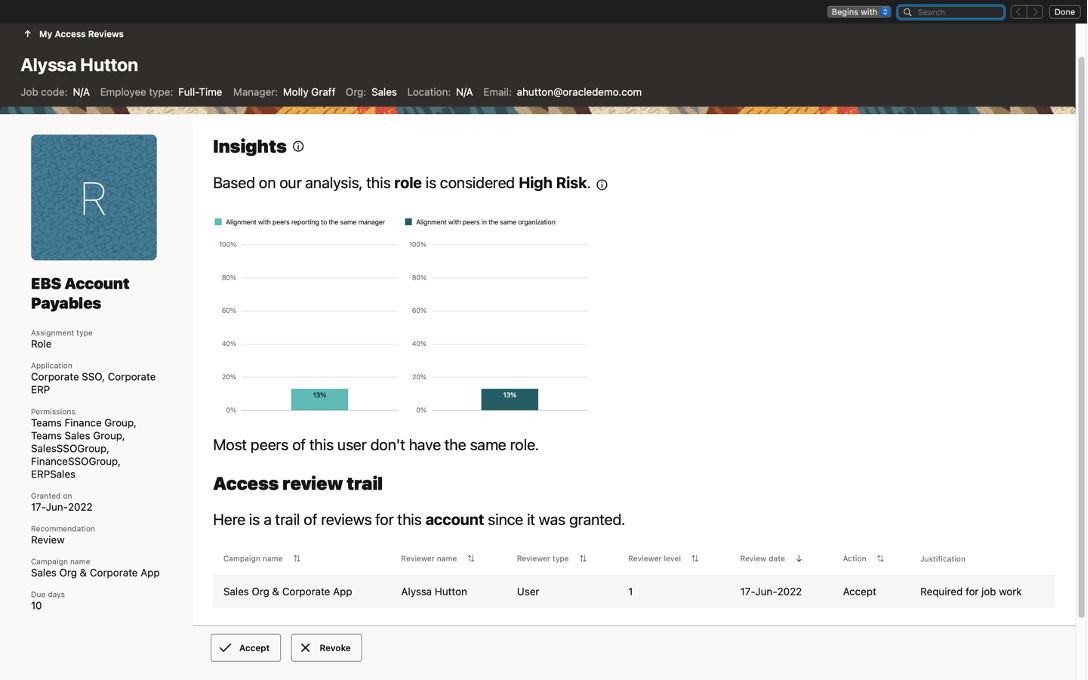 Begins with Search Done
My Access Reviews
Alyssa Hutton
Job code: N/A Employee type: Full-Time Manager: Molly Graff Org: Sales Location: N/A Email: ahutton@oracledemo.com
R
EBS Account
Payables
Assignment type
Role
Application
Corporate SSO, Corporate
ERP
Permissions
Teams Finance Group,
Teams Sales Group,
SalesSSOGroup,
FinanceSSOGroup,
ERPSales
Granted on
17-Jun-2022
Recommendation
Review
Campaign name
Sales Org & Corporate App
Due days
10
Insights
Based on our analysis, this role is considered High Risk.
Alignment with peers reporting to the same manager
100%
80%
60%
40%
20%
0%
13%
Alignment with peers in the same organization
100%
80%
60%
40%
20%
0%
13%
Most peers of this user don't have the same role.
Access review trail
Here is a trail of reviews for this account since it was granted.
Campaign name Reviewer name Reviewer type Reviewer level Review date Action Justification
Sales Org & Corporate App Alyssa Hutton User 1 17-Jun-2022 Accept Required for job work
Accept Revoke